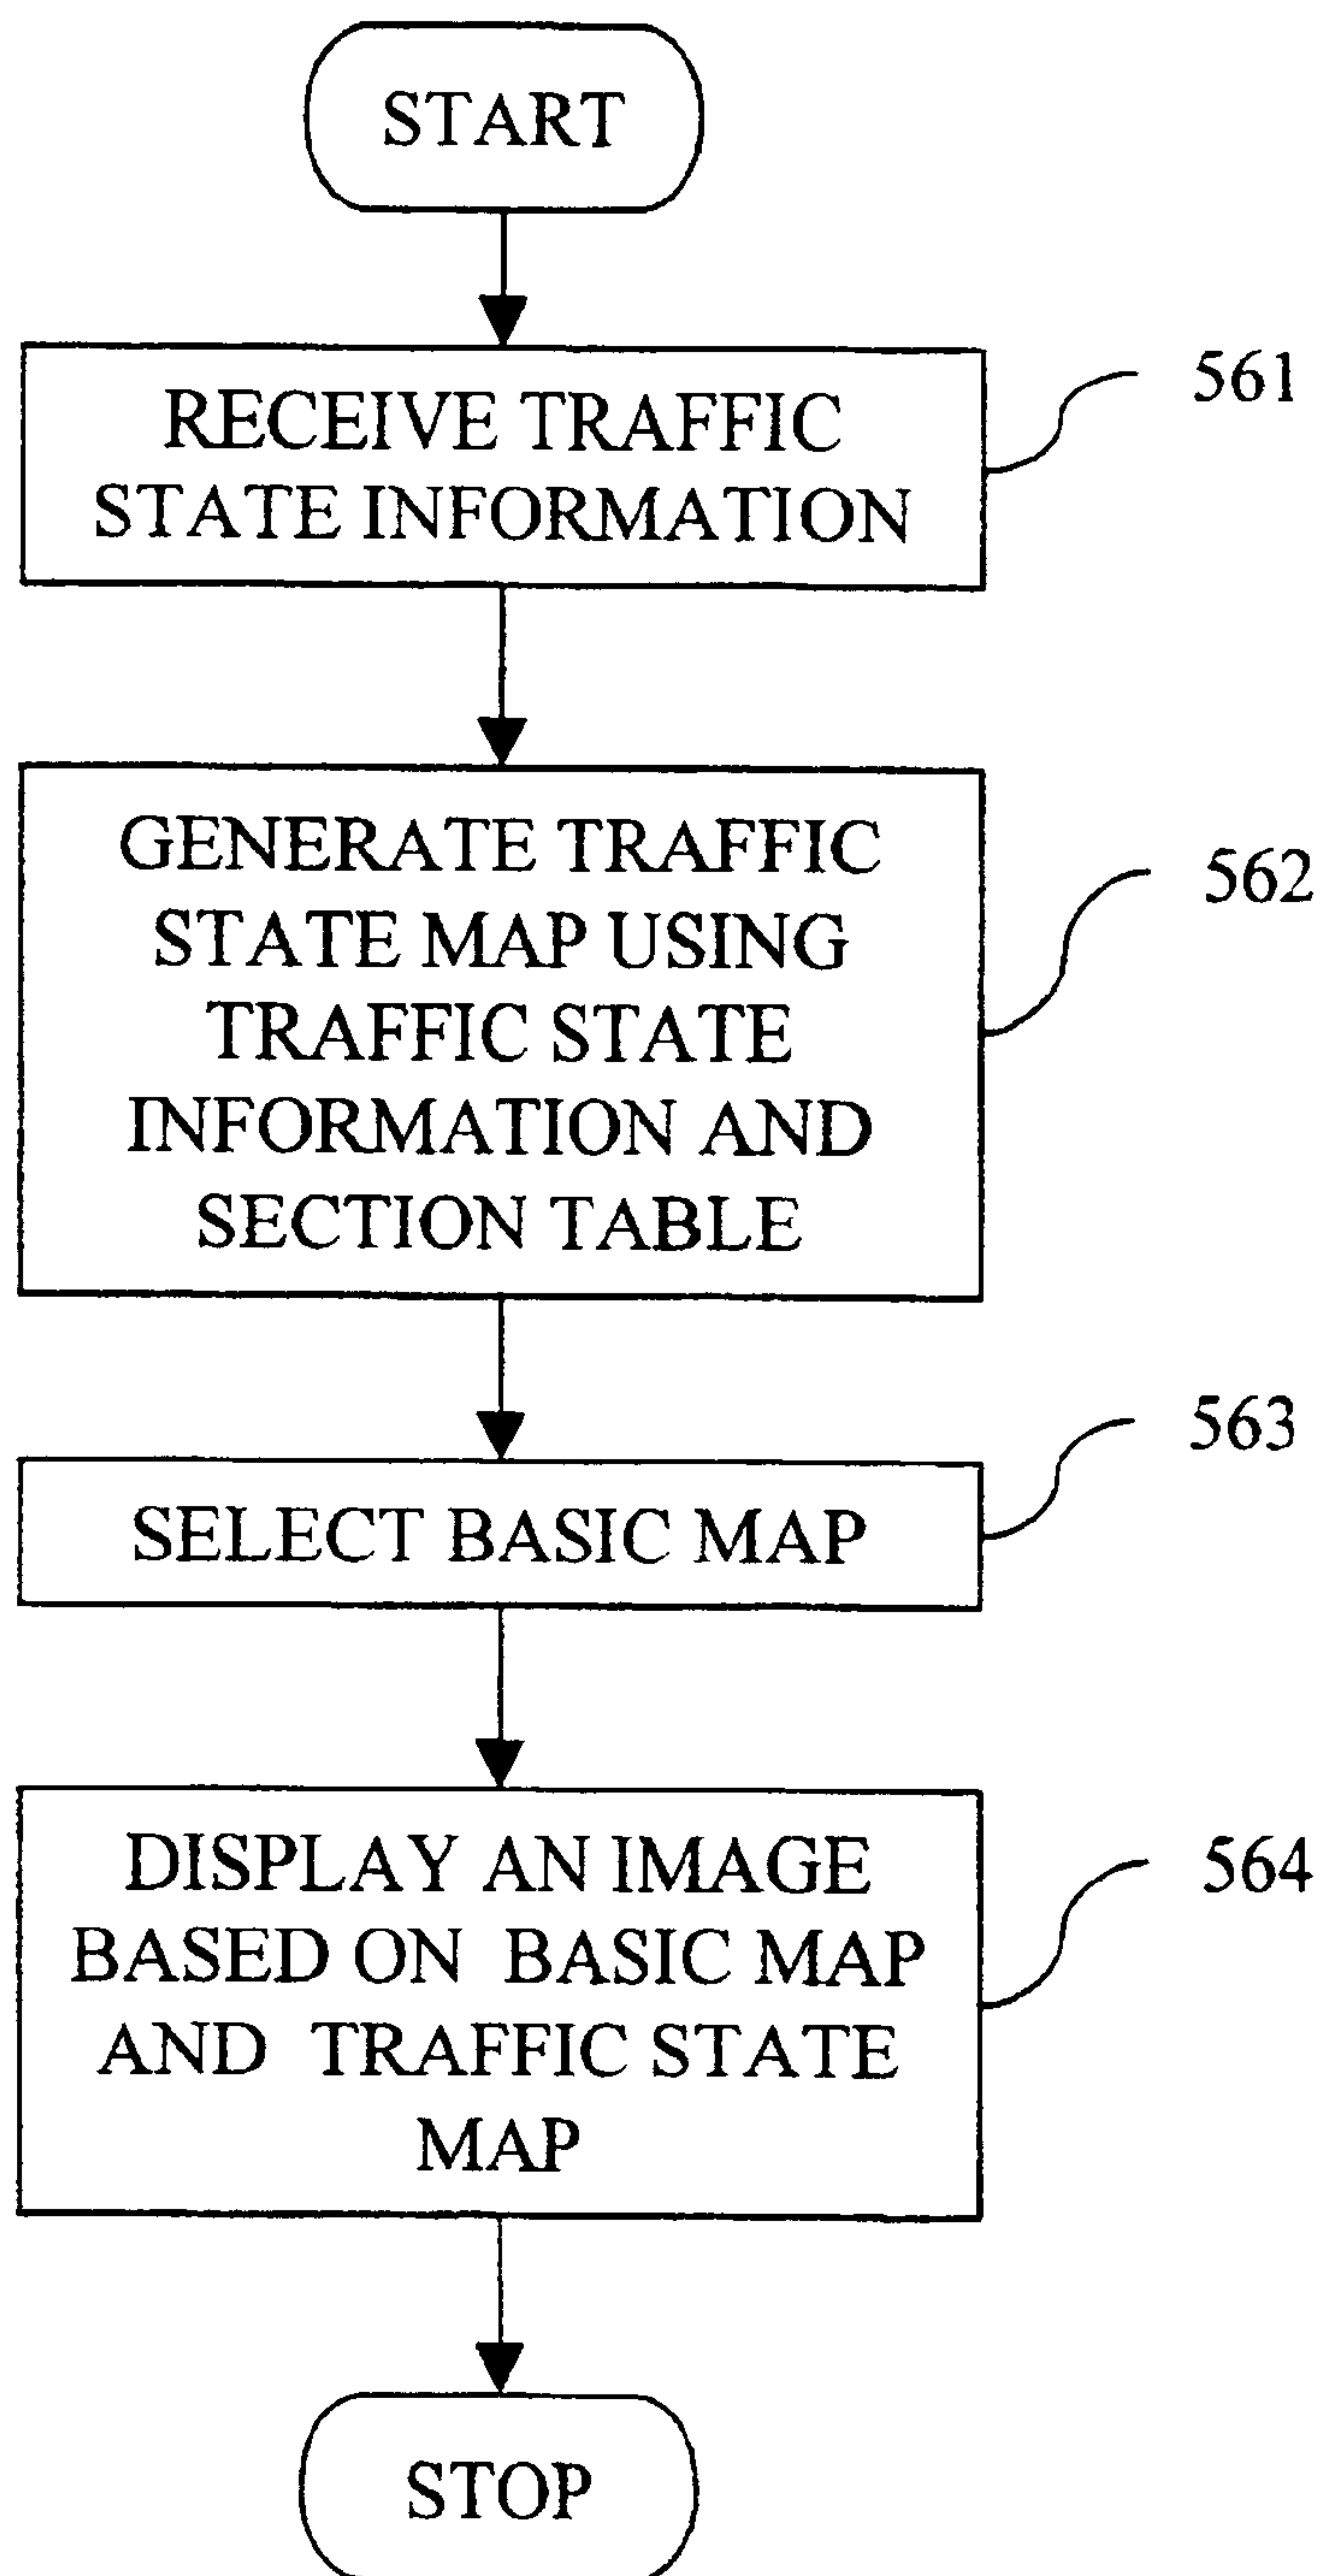 START
RECEIVE TRAFFIC
STATE INFORMATION
561
GENERATE TRAFFIC
STATE MAP USING
TRAFFIC STATE
INFORMATION AND
SECTION TABLE
562
SELECT BASIC MAP
563
DISPLAY AN IMAGE
BASED ON BASIC MAP
AND TRAFFIC STATE
MAP
564
STOP